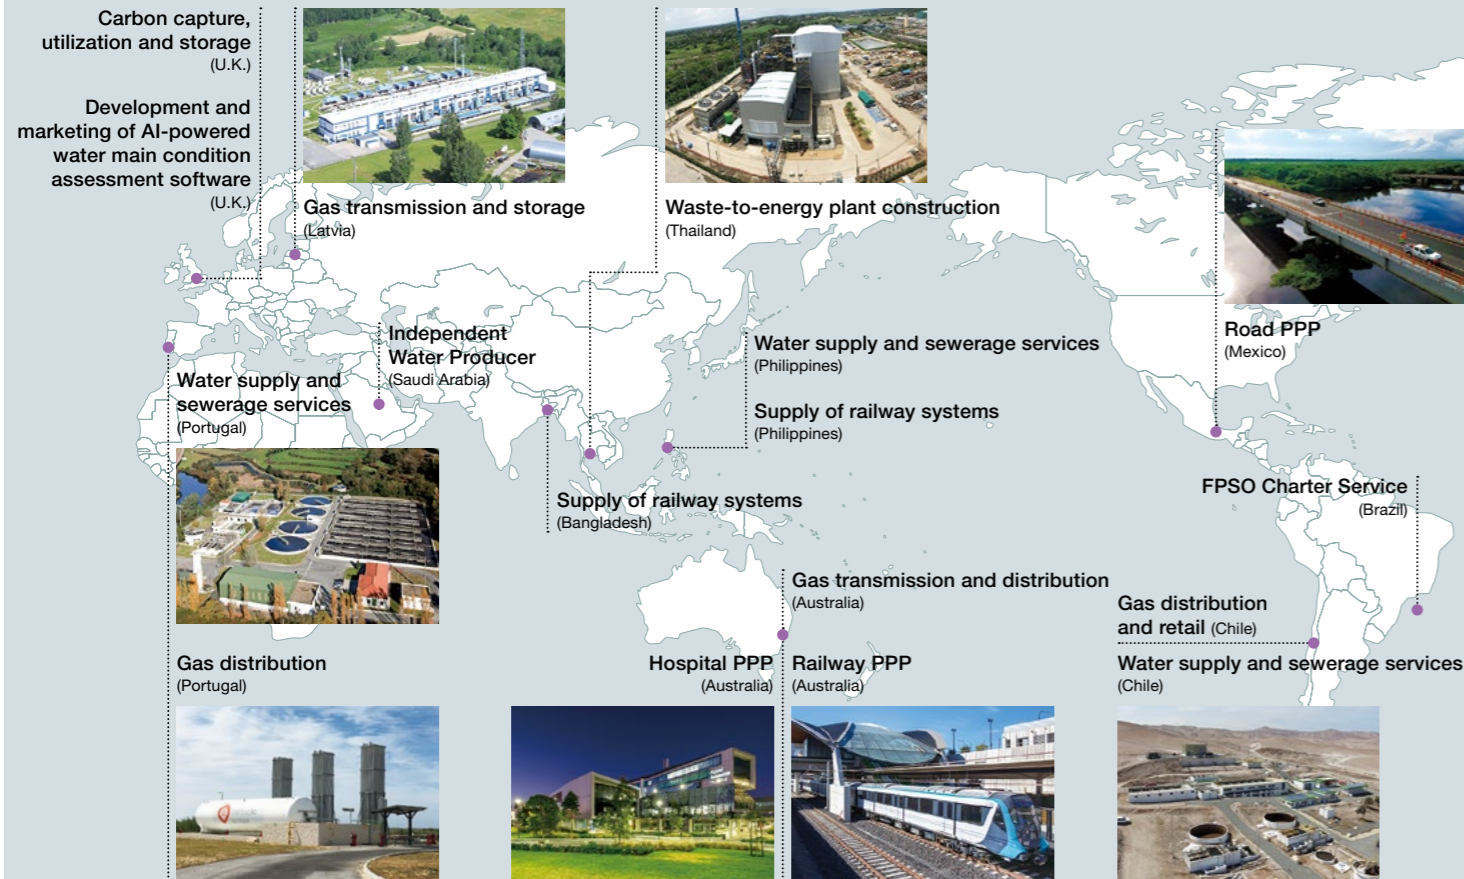 Carbon capture,
utilization and storage
(U.K.)
Development and
marketing of AI-powered
water main condition
assessment software
(U.K.)
Gas transmission and storage
(Latvia)
Waste-to-energy plant construction
(Thailand)
Road PPP
(Mexico)
Independent
Water Producer
(Saudi Arabia)
Water supply and sewerage services
(Philippines)
Supply of railway systems
(Philippines)
Water supply and
sewerage services
(Portugal)
Supply of railway systems
(Bangladesh)
FPSO Charter Service
(Brazil)
Gas transmission and distribution
(Australia)
Gas distribution
and retail (Chile)
Gas distribution
(Portugal)
Hospital PPP
(Australia)
Railway PPP
(Australia)
Water supply and sewerage services
(Chile)